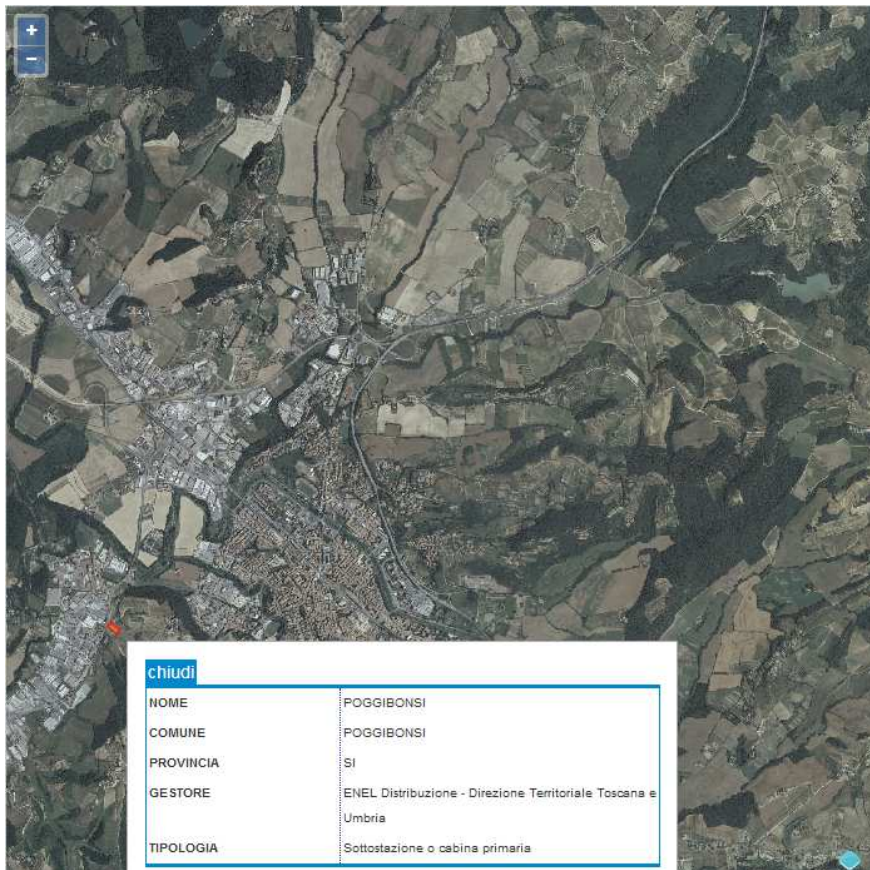 +
−
chiudi
NOME POGGIBONSI
COMUNE POGGIBONSI
PROVINCIA SI
GESTORE ENEL Distribuzione - Direzione Territoriale Toscana e
Umbria
TIPOLOGIA Sottostazione o cabina primaria